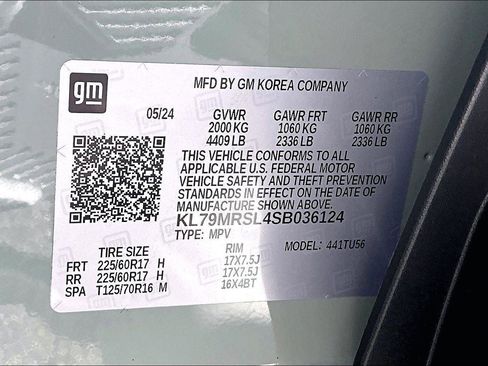 gm
MFD BY GM KOREA COMPANY
05/24 GVWR GAWR FRT GAWR RR
2000 KG 1060 KG 1060 KG
4409 LB 2336 LB 2336 LB
THIS VEHICLE CONFORMS TO ALL
APPLICABLE U.S. FEDERAL MOTOR
VEHICLE SAFETY AND THEFT PREVENTION
STANDARDS IN EFFECT ON THE DATE OF
MANUFACTURE SHOWN ABOVE.
KL79MRSL4SB036124
TYPE: MPV MODEL: 441TU56
TIRE SIZE RIM
FRT 225/60R17 H 17X7.5J
RR 225/60R17 H 17X7.5J
SPA T125/70R16 M 16X4BT